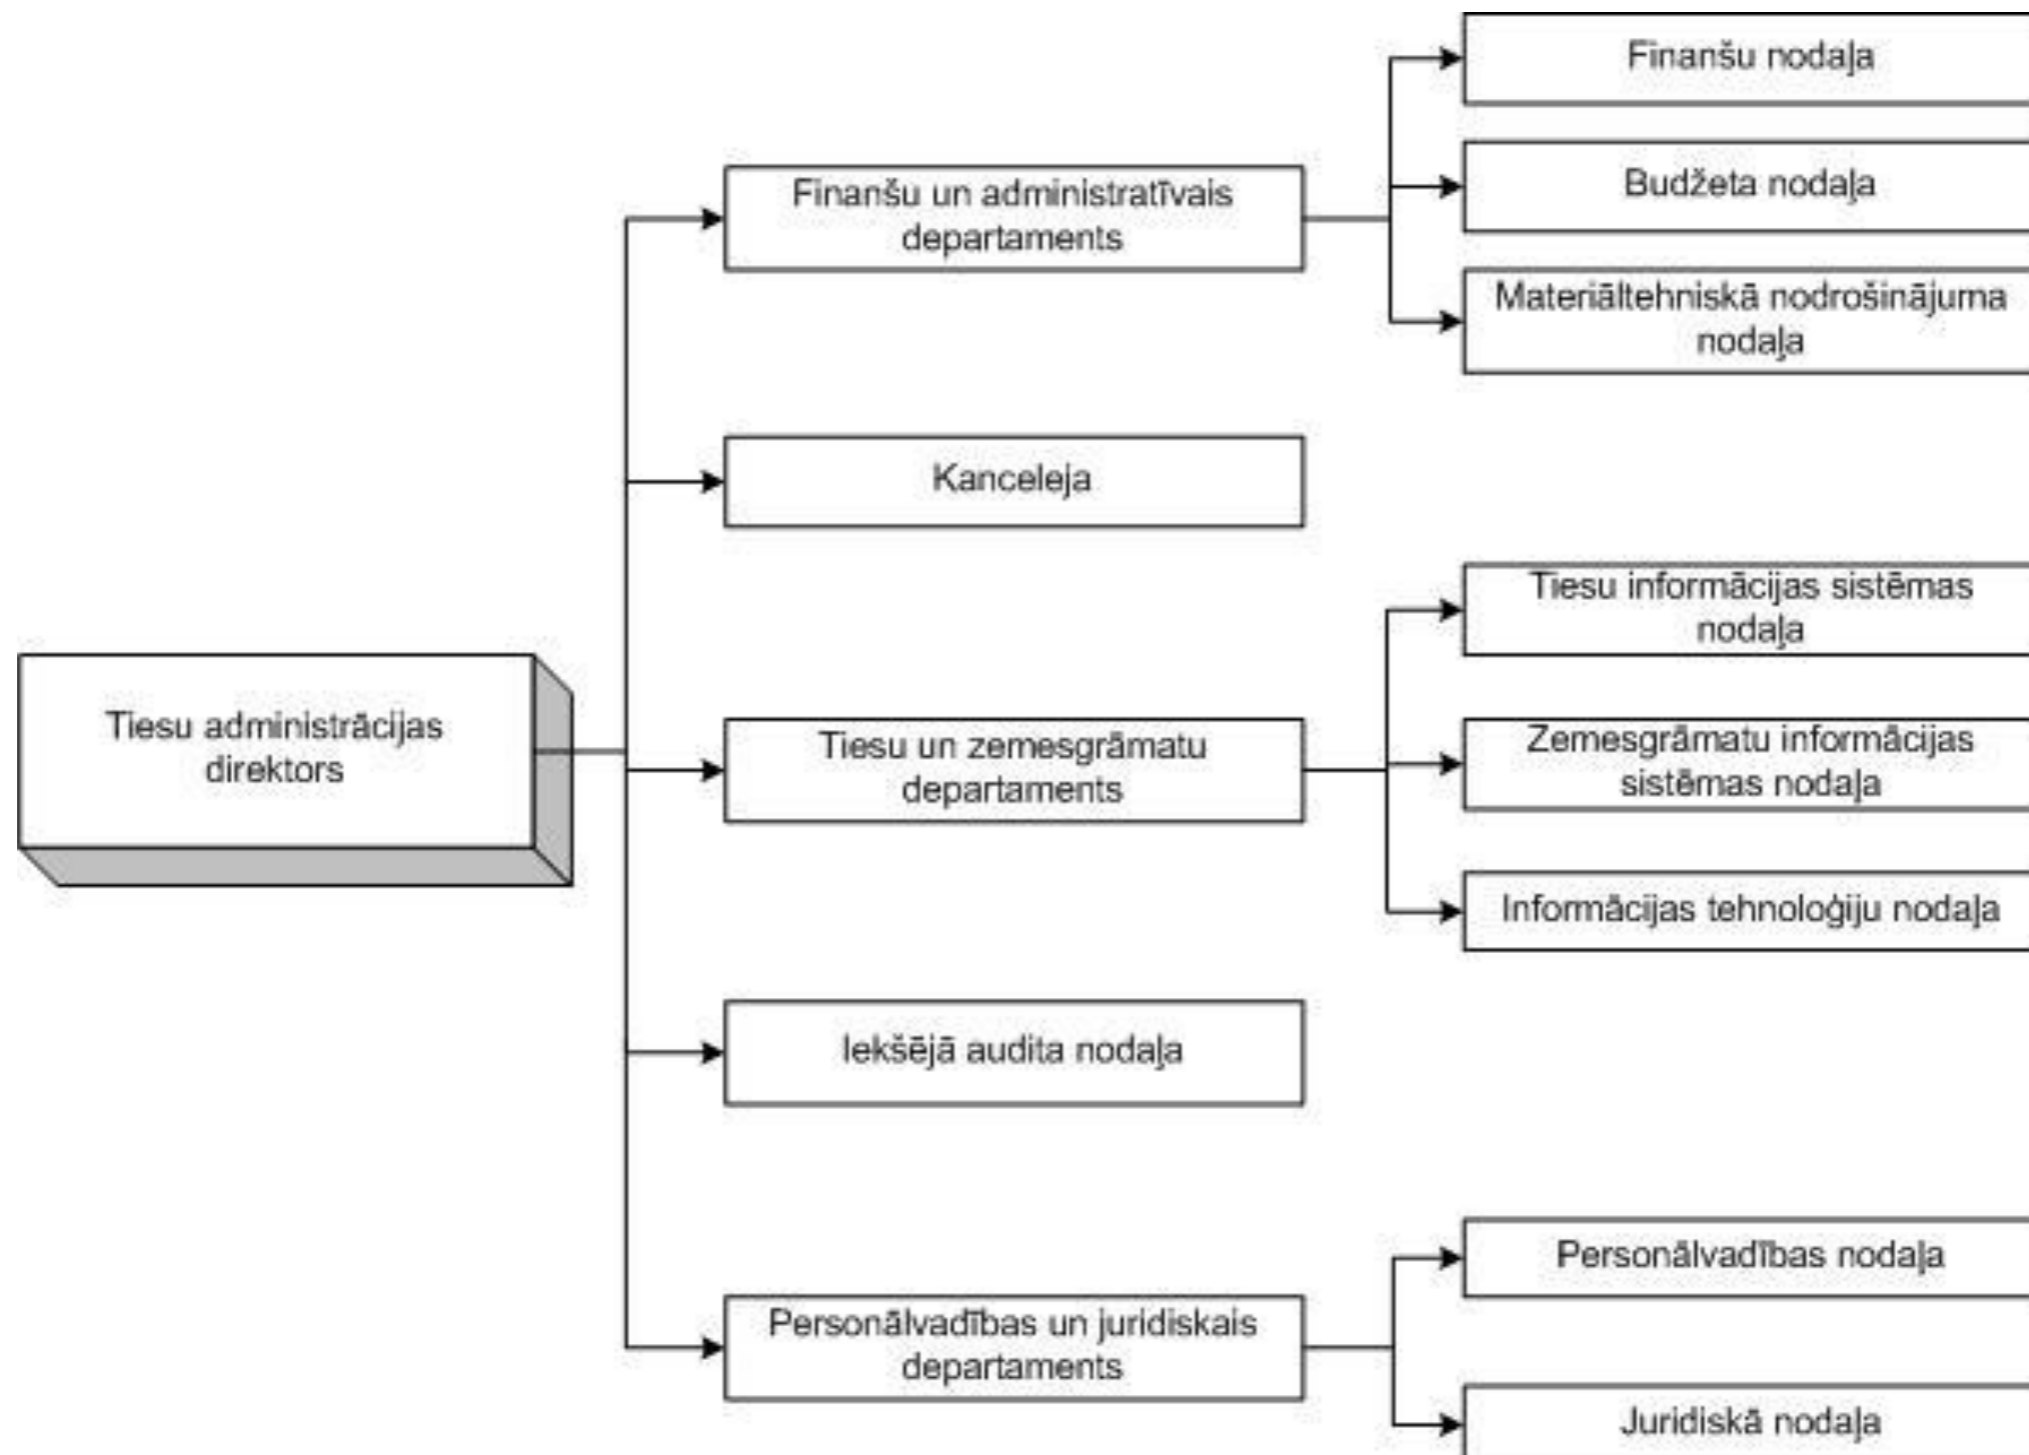 Finanšu nodaļa
Budžeta nodaļa
Finanšu un administratīvais
departaments
Materiāltehniskā nodrošinājuma
nodaļa
Kanceleja
Tiesu informācijas sistēmas
nodaļa
Tiesu administrācijas
direktors
Tiesu un zemesgrāmatu
departaments
Zemesgrāmatu informācijas
sistēmas nodaļa
Informācijas tehnoloģiju nodaļa
Iekšējā audita nodaļa
Personālvadības nodaļa
Personālvadības un juridiskais
departaments
Juridiskā nodaļa